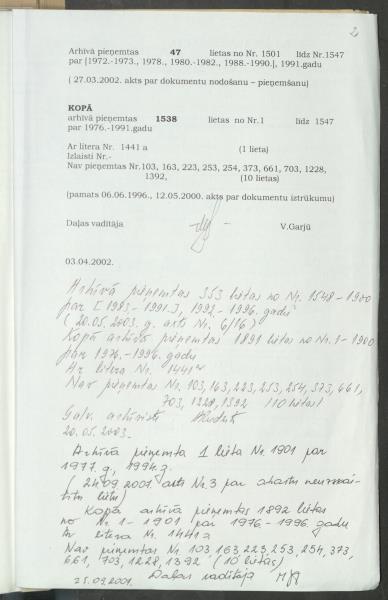 2
Arhīvā pieņemtas 47 lietas no Nr. 1501 līdz Nr.1547
par [1972.-1973., 1978., 1980.-1982., 1988.-1990.], 1991.gadu
( 27.03.2002. akts par dokumentu nodošanu – pieņemšanu)
KOPĀ
arhīvā pieņemtas 1538 lietas no Nr.1 līdz 1547
par 1976.-1991.gadu
Ar litera Nr. 1441 a (1 lieta)
Izlaisti Nr.-
Nav pieņemtas Nr.103, 163, 223, 253, 254, 373, 661, 703, 1228,
1392, (10 lietas)
(pamats 06.06.1996., 12.05.2000. akts par dokumentu iztrūkumu)
Daļas vadītāja V.Garjū
03.04.2002.
Arhīvā pieņemtas 353 lietas no Nr. 1548 - 1900
par [1983.-1991.], 1992.-1996. gadu
(20.05.2003. g. akts Nr. 6/16)
Kopā arhīvā pieņemtas 1891 lietas no Nr. 1-1900
par 1976.-1996. gadu
Ar litera Nr. 1441a
Nav pieņemtas Nr. 103, 163, 223, 253, 254, 373, 661,
703, 1228, 1392 (10 lietas)
Galv. arhīviste
20.05.2003.
Arhīvā pieņemta 1 lieta Nr. 1901 par
1977. g., 1994. g.
(24.09.2001. akts Nr. 3 par
lietu)
Kopā arhīvā pieņemtas 1892 lietas
no Nr. 1 - 1901 par 1976-1996. gadu
Ar litera Nr. 1441a
Nav pieņemtas Nr. 103, 163, 223, 253, 254, 373,
661, 703, 1228, 1392 (10 lietas)
25.09.2001. Daļas vadītāja